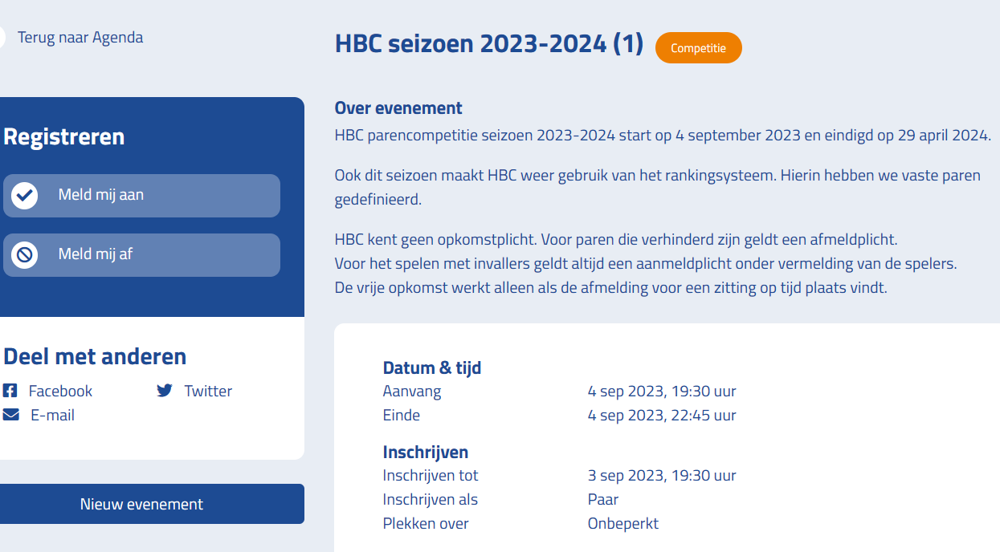 Terug naar Agenda
HBC seizoen 2023-2024 (1)
Competitie
Registreren
Meld mij aan
Meld mij af
Deel met anderen
Facebook
Twitter
E-mail
Nieuw evenement
Over evenement
HBC parencompetitie seizoen 2023-2024 start op 4 september 2023 en eindigd op 29 april 2024.
Ook dit seizoen maakt HBC weer gebruik van het rankingsysteem. Hierin hebben we vaste paren
gedefinieerd.
HBC kent geen opkomstplicht. Voor paren die verhinderd zijn geldt een afmeldplicht.
Voor het spelen met invallers geldt altijd een aanmeldplicht onder vermelding van de spelers.
De vrije opkomst werkt alleen als de afmelding voor een zitting op tijd plaats vindt.
Datum & tijd
Aanvang 4 sep 2023, 19:30 uur
Einde 4 sep 2023, 22:45 uur
Inschrijven
Inschrijven tot 3 sep 2023, 19:30 uur
Inschrijven als Paar
Plekken over Onbeperkt